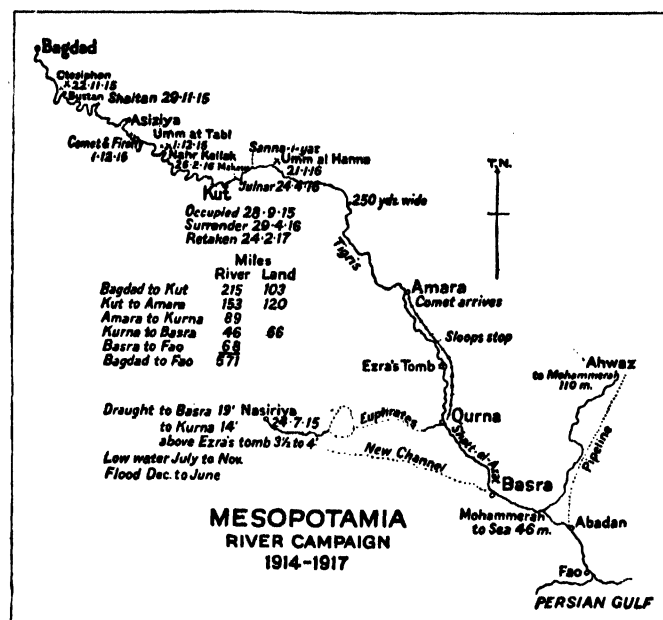 Bagdad
Ctesiphon
22·11·15
Bustan
Shaitan 29·11·15
Asiziya
Umm at Tabl
1·12·15
Comet & Firefly
1·12·15
Nahr Kellak
26·2·16
Sanna-i-yat
Umm al Hanna
21·1·16
Julnar 24·4·16
Kut
Occupied 28·9·15
Surrender 29·4·16
Retaken 24·2·17
T.N.
250 yds wide
Tigris
Miles
River Land
Bagdad to Kut 215 103
Kut to Amara 153 120
Amara to Kurna 89
Kurna to Basra 46 66
Basra to Fao 68
Bagdad to Fao 571
Amara
Comet arrives
Sloops stop
Ezra's Tomb
Ahwaz
to Mohammerah
110 m.
Pipeline
Draught to Basra 19'
to Kurna 14'
above Ezra's tomb 3½ to 4'
Low water July to Nov.
Flood Dec. to June
Nasiriya
24·7·15
Euphrates
Qurna
Shatt-al-Arab
New Channel
Basra
Mohammerah
to Sea 46 m.
Abadan
Fao
PERSIAN GULF
MESOPOTAMIA
RIVER CAMPAIGN
1914–1917